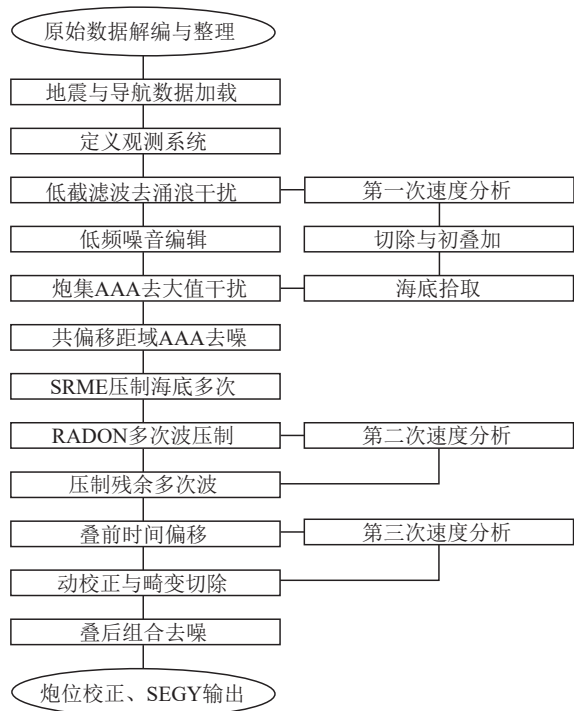 原始数据解编与整理
地震与导航数据加载
定义观测系统
低截滤波去涌浪干扰
第一次速度分析
低频噪音编辑
切除与初叠加
炮集AAA去大值干扰
海底拾取
共偏移距域AAA去噪
SRME压制海底多次
RADON多次波压制
第二次速度分析
压制残余多次波
叠前时间偏移
第三次速度分析
动校正与畸变切除
叠后组合去噪
炮位校正、SEGY输出